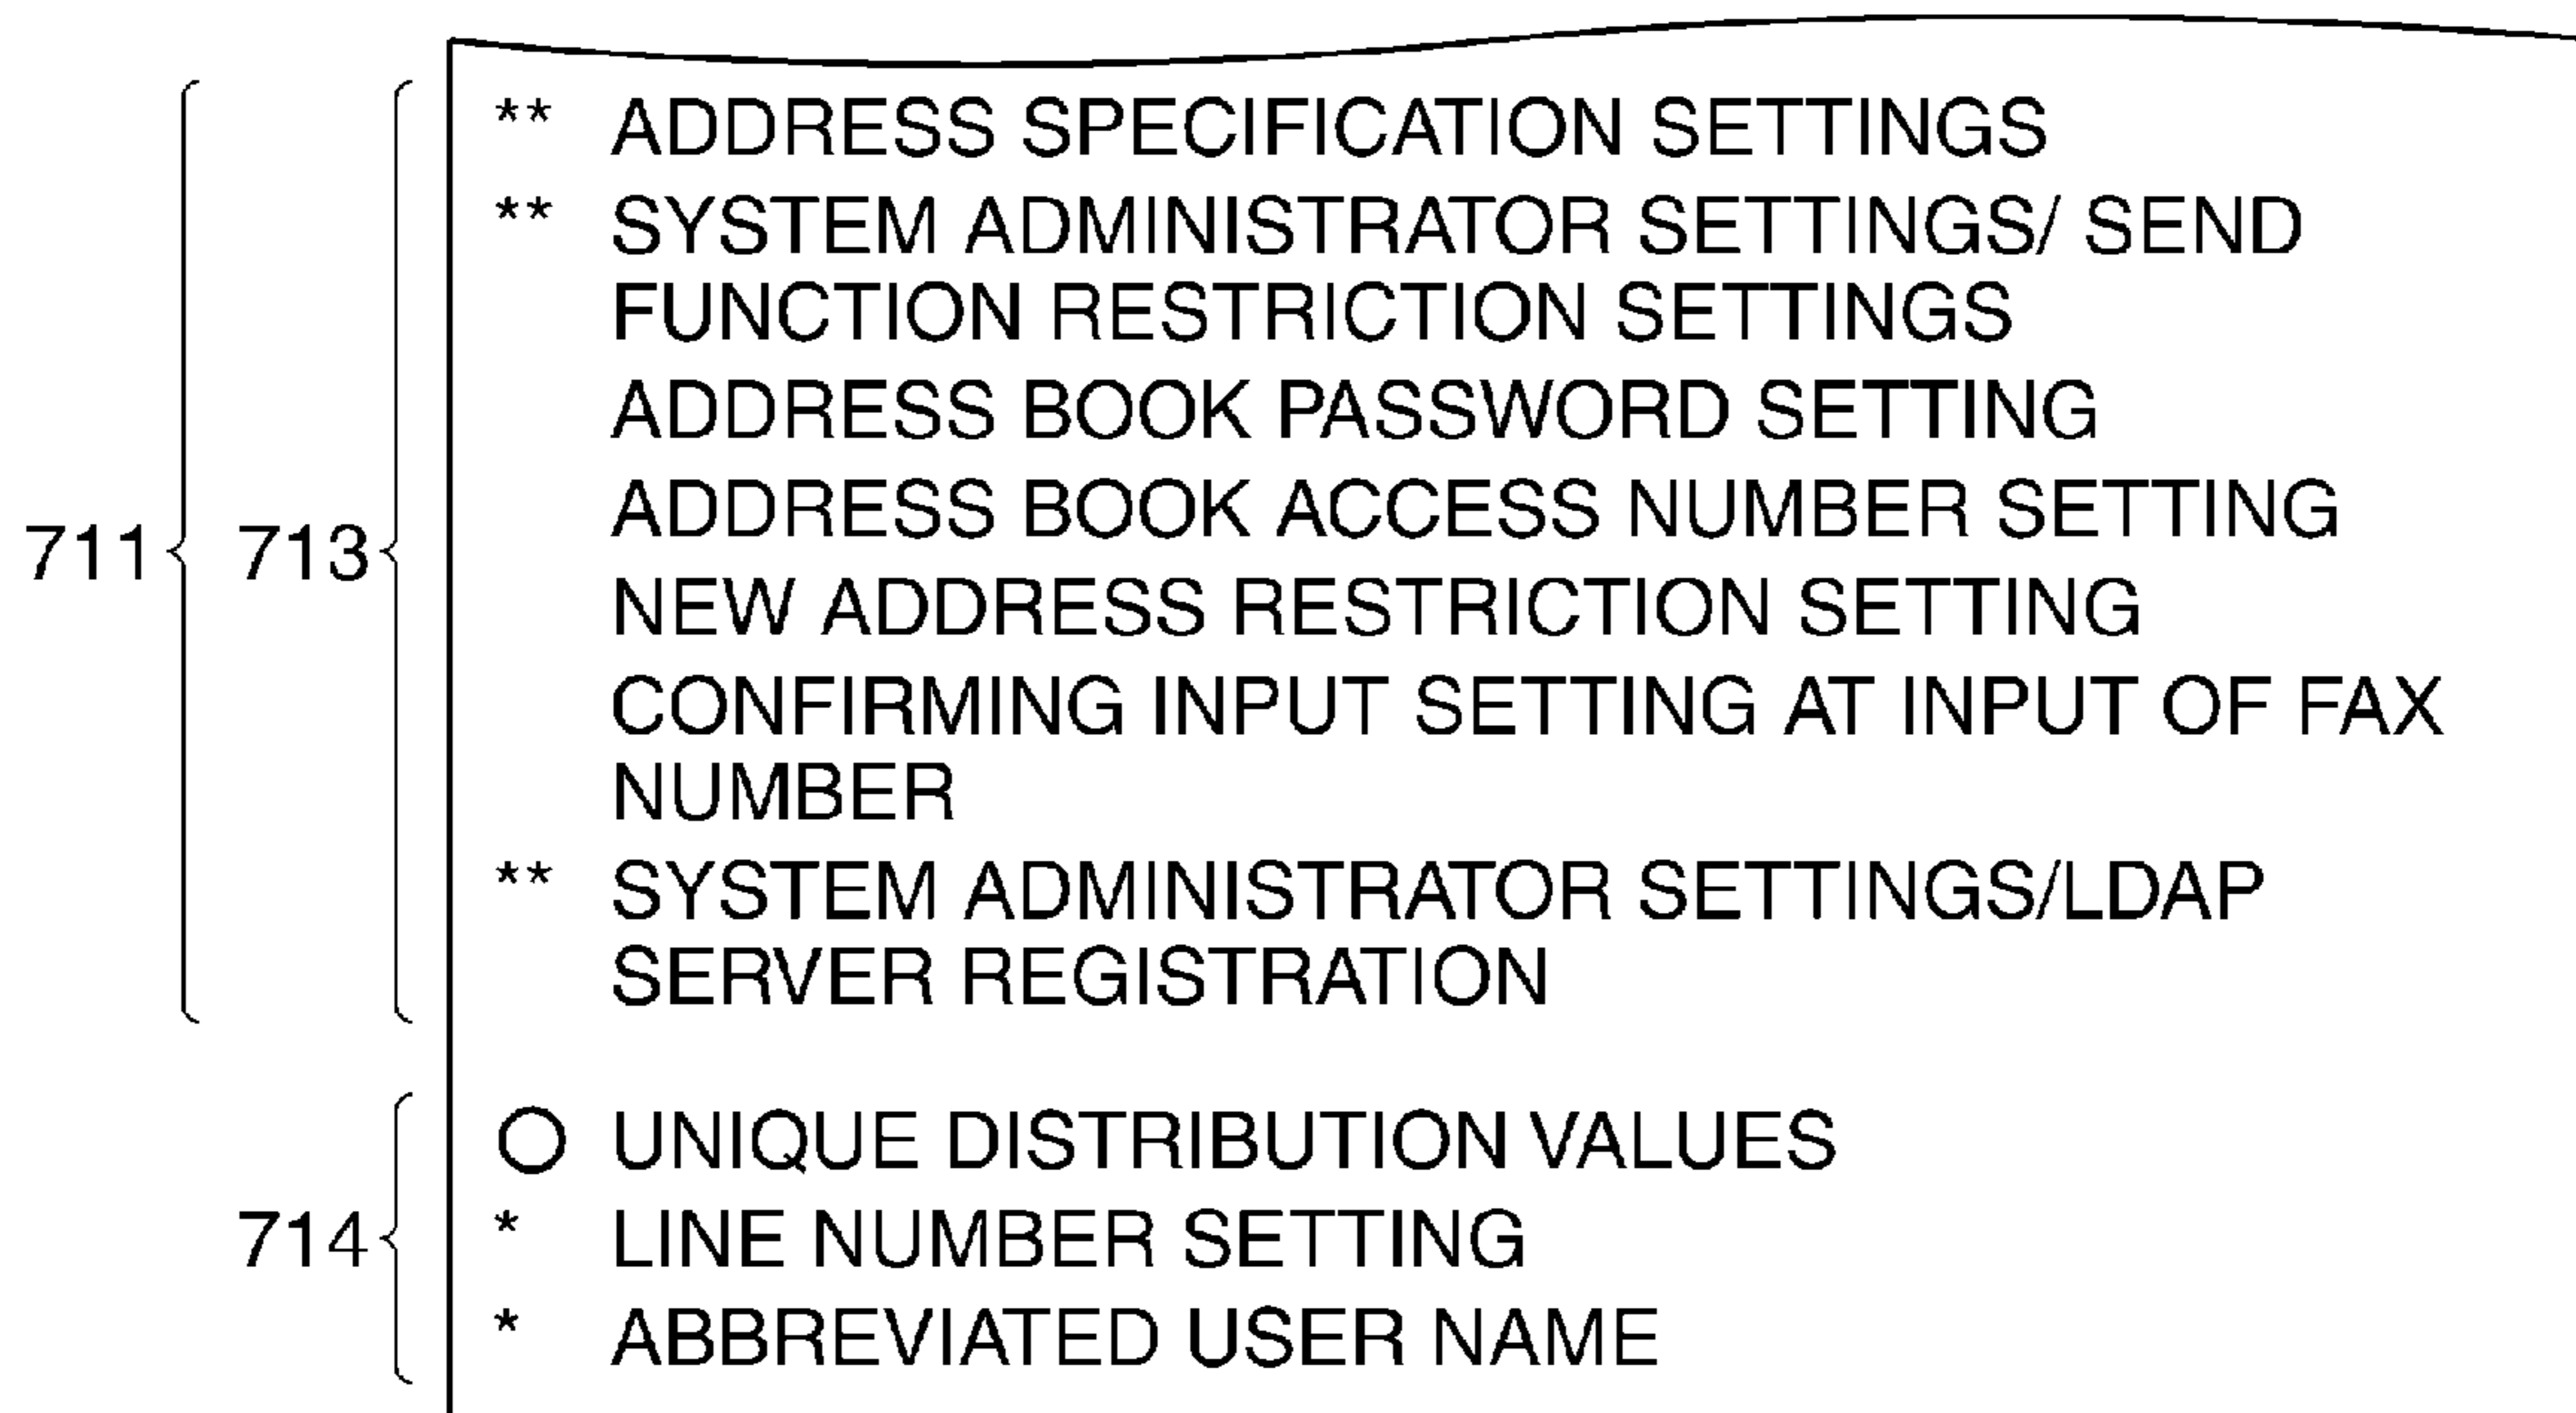 ** ADDRESS SPECIFICATION SETTINGS
** SYSTEM ADMINISTRATOR SETTINGS/ SEND
FUNCTION RESTRICTION SETTINGS
ADDRESS BOOK PASSWORD SETTING
ADDRESS BOOK ACCESS NUMBER SETTING
711 713 NEW ADDRESS RESTRICTION SETTING
CONFIRMING INPUT SETTING AT INPUT OF FAX
NUMBER
** SYSTEM ADMINISTRATOR SETTINGS/LDAP
SERVER REGISTRATION
○ UNIQUE DISTRIBUTION VALUES
714 * LINE NUMBER SETTING
* ABBREVIATED USER NAME